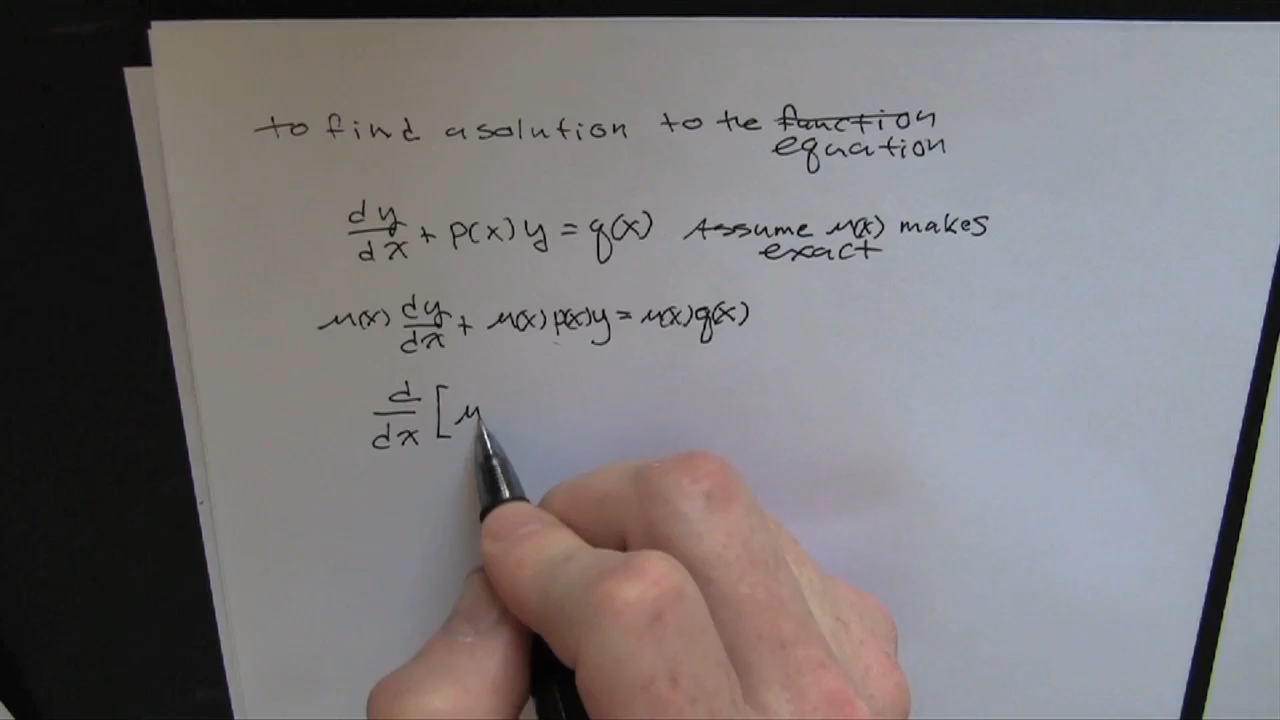 to find a solution to the function
equation
dy/dx + p(x) y = q(x) Assume μ(x) makes
exact
μ(x) dy/dx + μ(x) p(x) y = μ(x) q(x)
d/dx [ μ